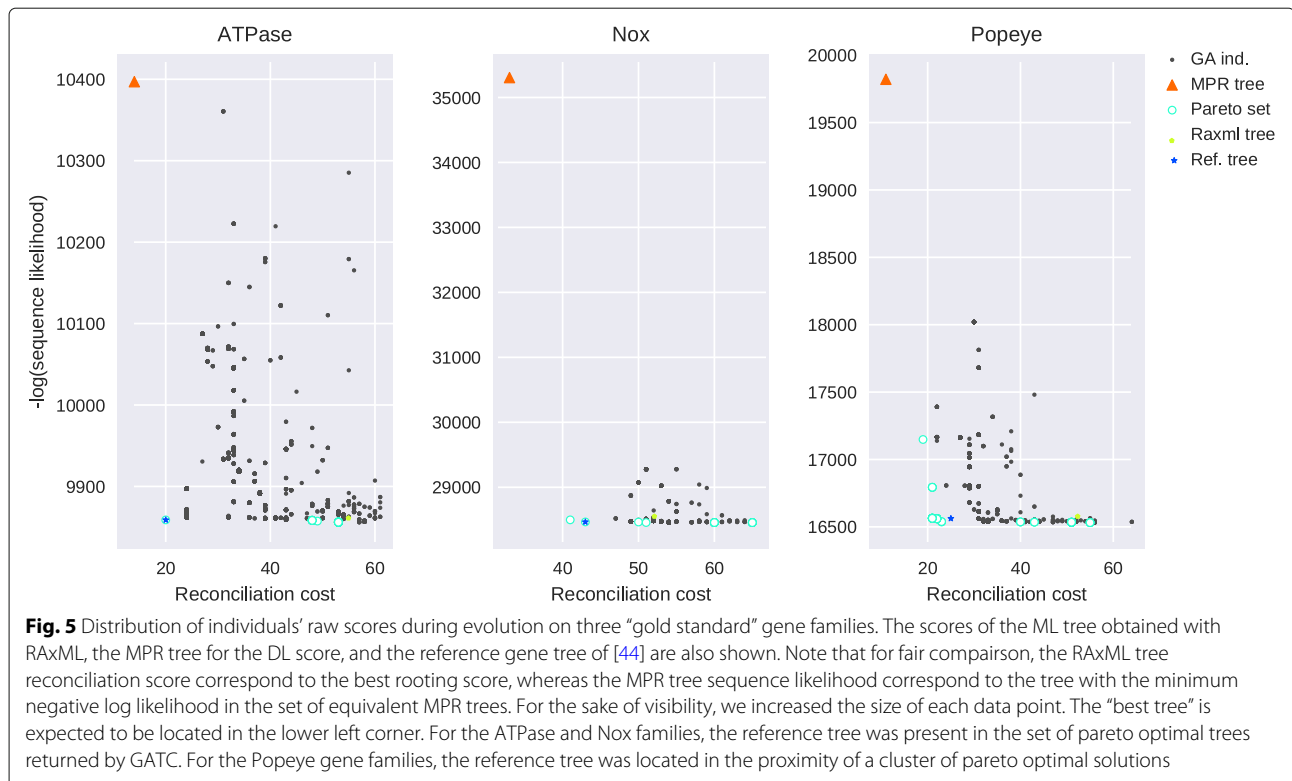 ATPase
Nox
Popeye
-log(sequence likelihood)
10400
10300
10200
10100
10000
9900
20
40
60
Reconciliation cost
35000
34000
33000
32000
31000
30000
29000
40
50
60
Reconciliation cost
20000
19500
19000
18500
18000
17500
17000
16500
20
40
60
Reconciliation cost
GA ind.
MPR tree
Pareto set
Raxml tree
Ref. tree
Fig. 5 Distribution of individuals’ raw scores during evolution on three “gold standard” gene families. The scores of the ML tree obtained with
RAxML, the MPR tree for the DL score, and the reference gene tree of [44] are also shown. Note that for fair compairson, the RAxML tree
reconciliation score correspond to the best rooting score, whereas the MPR tree sequence likelihood correspond to the tree with the minimum
negative log likelihood in the set of equivalent MPR trees. For the sake of visibility, we increased the size of each data point. The “best tree” is
expected to be located in the lower left corner. For the ATPase and Nox families, the reference tree was present in the set of pareto optimal trees
returned by GATC. For the Popeye gene families, the reference tree was located in the proximity of a cluster of pareto optimal solutions